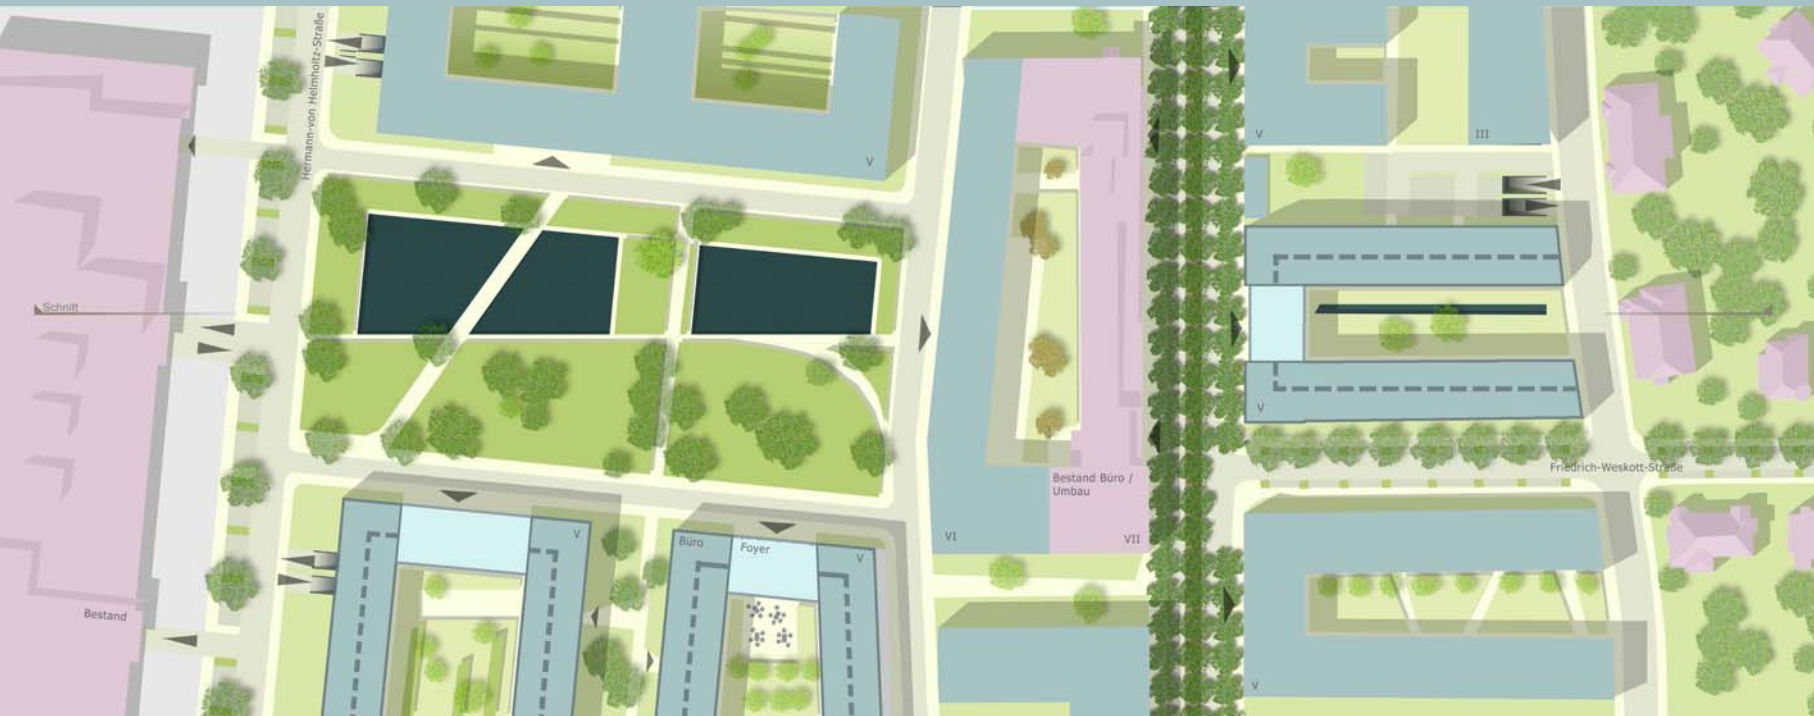 Hermann-von Helmholtz-Straße
V
V
III
Schnitt
V
Friedrich-Weskott-Straße
Bestand Büro /
Umbau
VI
VII
V
Büro
Foyer
V
Bestand
V